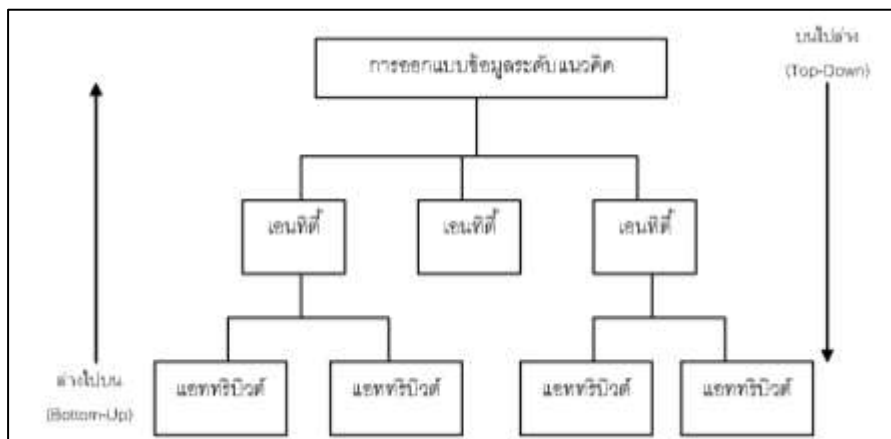 บนไปล่าง
(Top-Down)
การออกแบบข้อมูลระดับแนวคิด
เอนทิตี้
เอนทิตี้
เอนทิตี้
แอททริบิวต์
แอททริบิวต์
แอททริบิวต์
แอททริบิวต์
ล่างไปบน
(Bottom-Up)